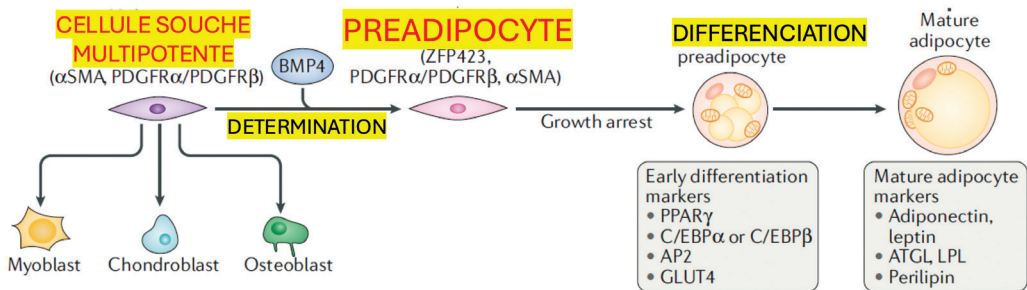 CELLULE SOUCHE
MULTIPOTENTE
(αSMA, PDGFRα/PDGFRβ)
BMP4
DETERMINATION
PREADIPOCYTE
(ZFP423,
PDGFRα/PDGFRβ, αSMA)
Growth arrest
DIFFERENCIATION
preadipocyte
Mature
adipocyte
Myoblast
Chondroblast
Osteoblast
Early differentiation
markers
• PPARγ
• C/EBPα or C/EBPβ
• AP2
• GLUT4
Mature adipocyte
markers
• Adiponectin,
leptin
• ATGL, LPL
• Perilipin